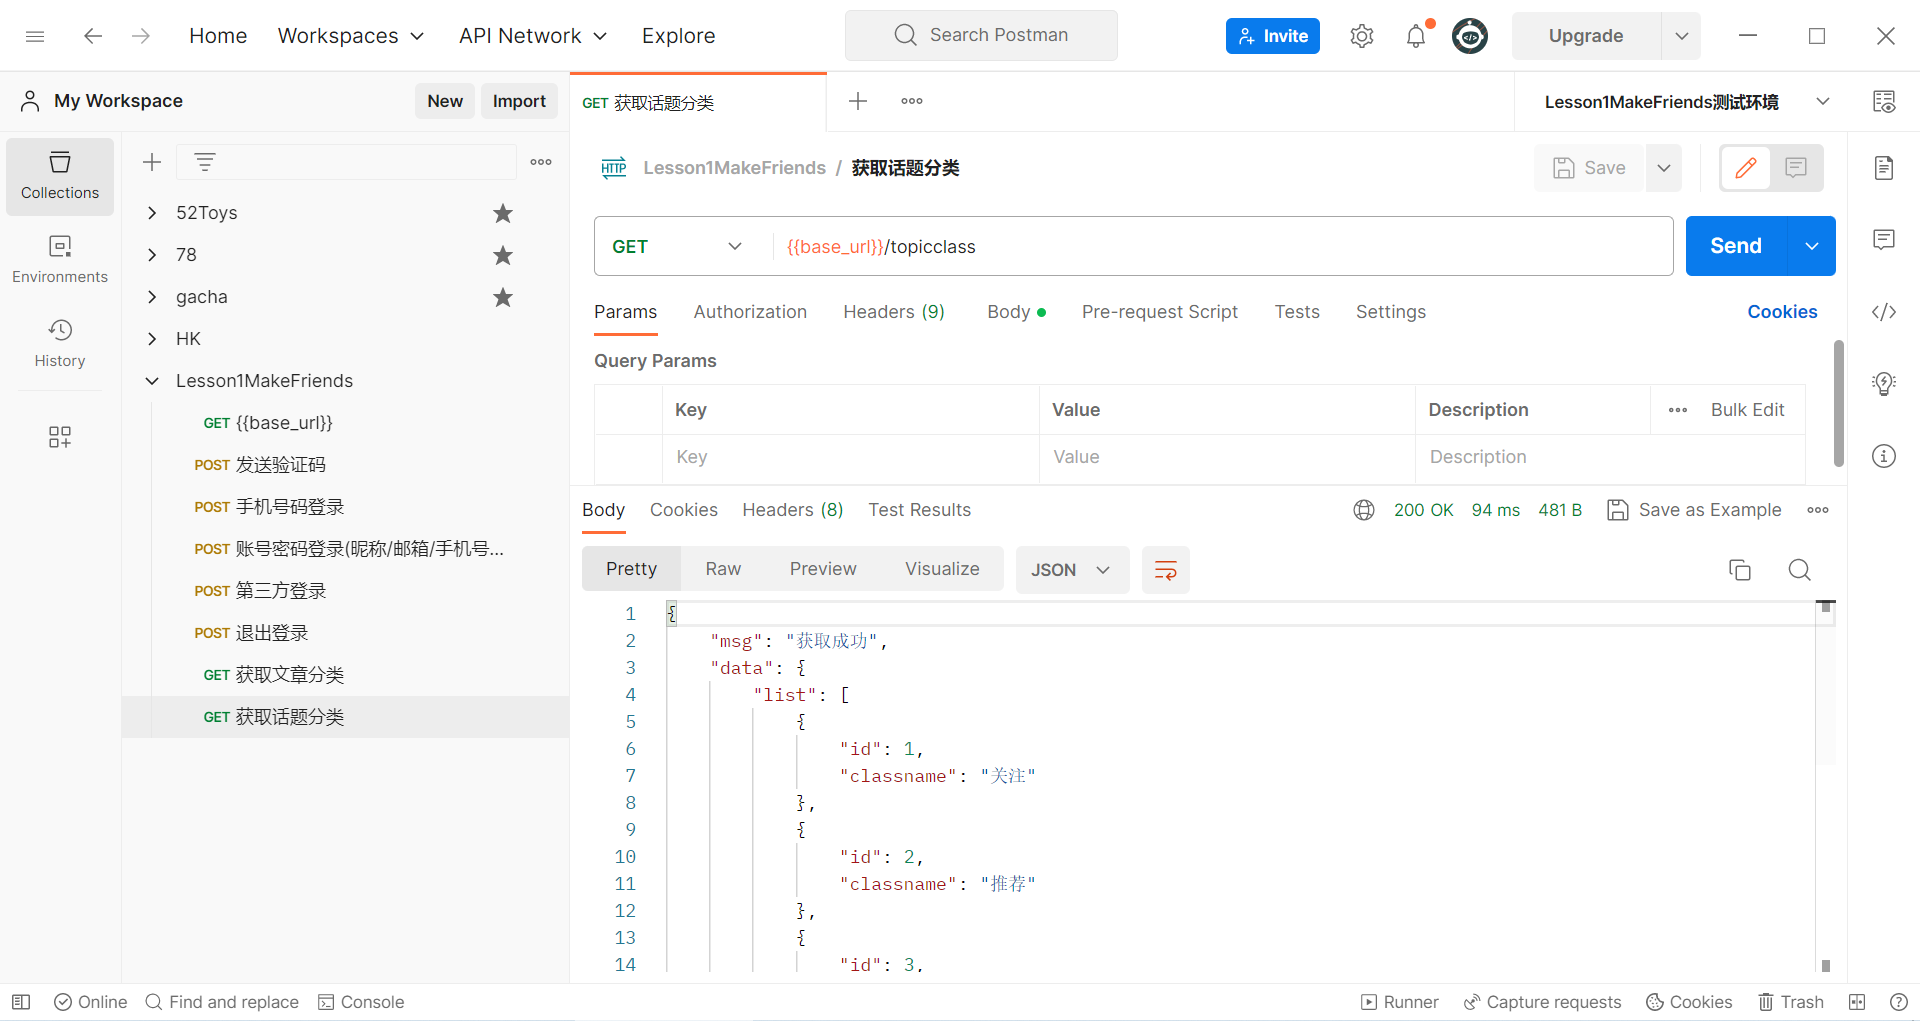 Home Workspaces API Network Explore Search Postman Invite Upgrade
My Workspace New Import GET 获取话题分类 Lesson1MakeFriends测试环境
Collections
Environments
History
52Toys
78
gacha
HK
Lesson1MakeFriends
GET {{base_url}}
POST 发送验证码
POST 手机号码登录
POST 账号密码登录(昵称/邮箱/手机号...
POST 第三方登录
POST 退出登录
GET 获取文章分类
GET 获取话题分类
HTTP Lesson1MakeFriends / 获取话题分类 Save
GET {{base_url}}/topicclass Send
Params Authorization Headers (9) Body Pre-request Script Tests Settings Cookies
Query Params
Key Value Description Bulk Edit
Key Value Description
Body Cookies Headers (8) Test Results 200 OK 94 ms 481 B Save as Example
Pretty Raw Preview Visualize JSON
1 {
2 "msg": "获取成功",
3 "data": {
4 "list": [
5 {
6 "id": 1,
7 "classname": "关注"
8 },
9 {
10 "id": 2,
11 "classname": "推荐"
12 },
13 {
14 "id": 3,
Online Find and replace Console Runner Capture requests Cookies Trash